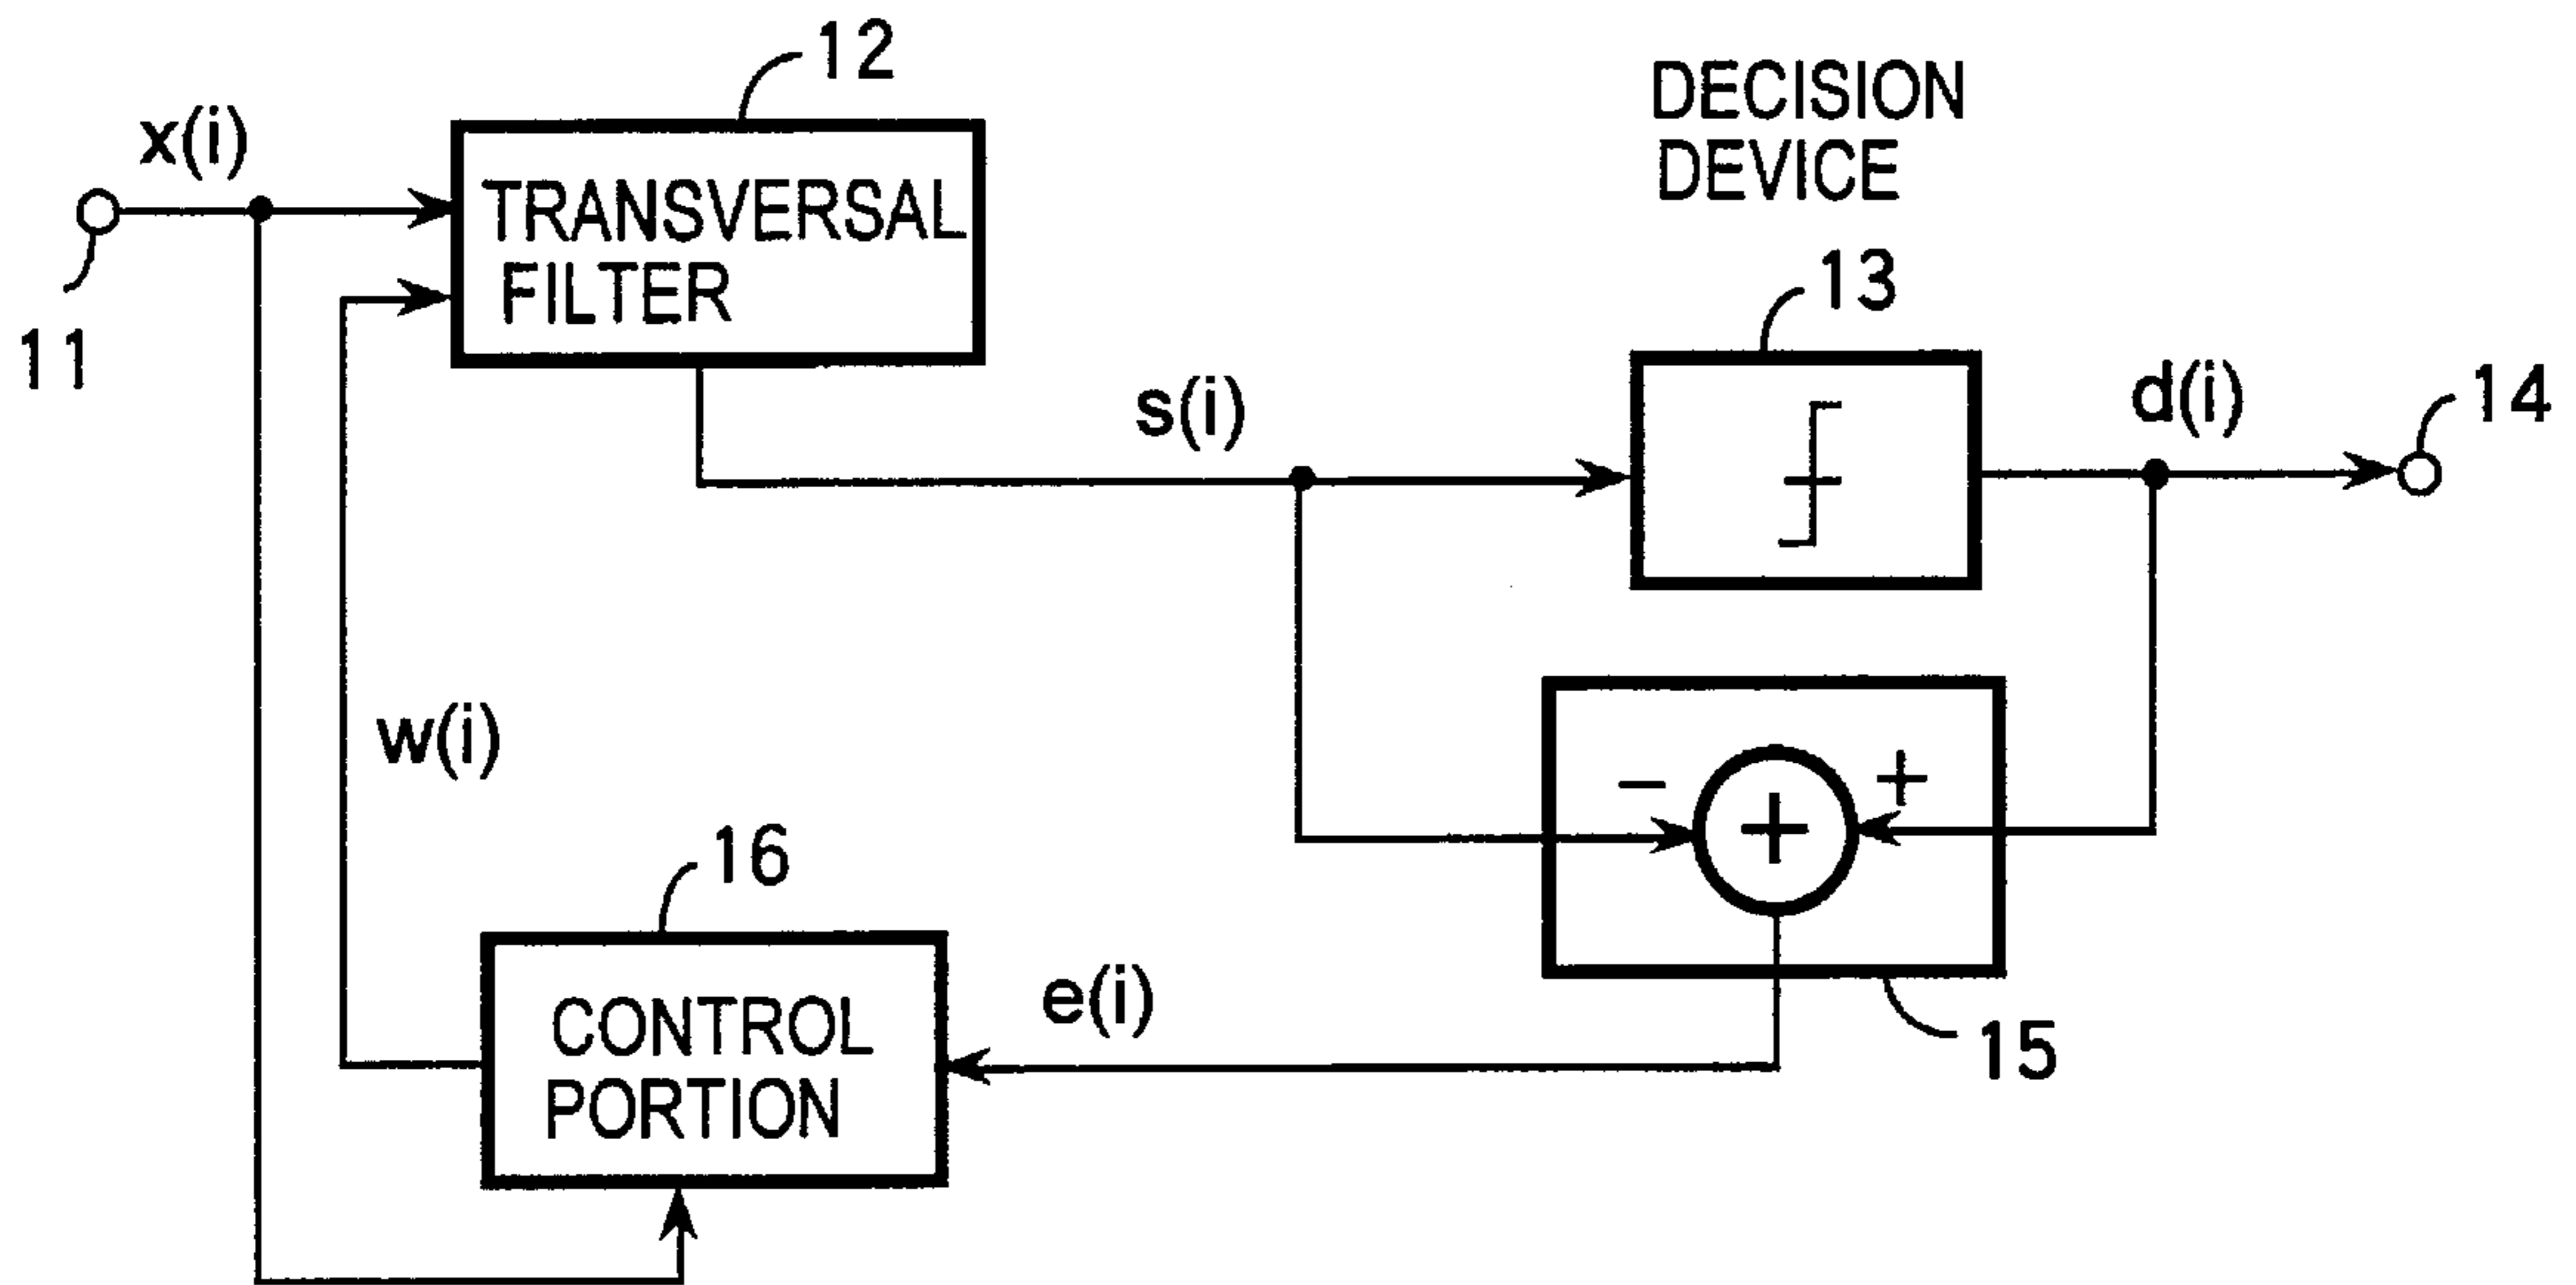 12
x(i)
TRANSVERSAL
FILTER
11
DECISION
DEVICE
13
s(i)
d(i)
14
w(i)
−
+
+
16
CONTROL
PORTION
e(i)
15